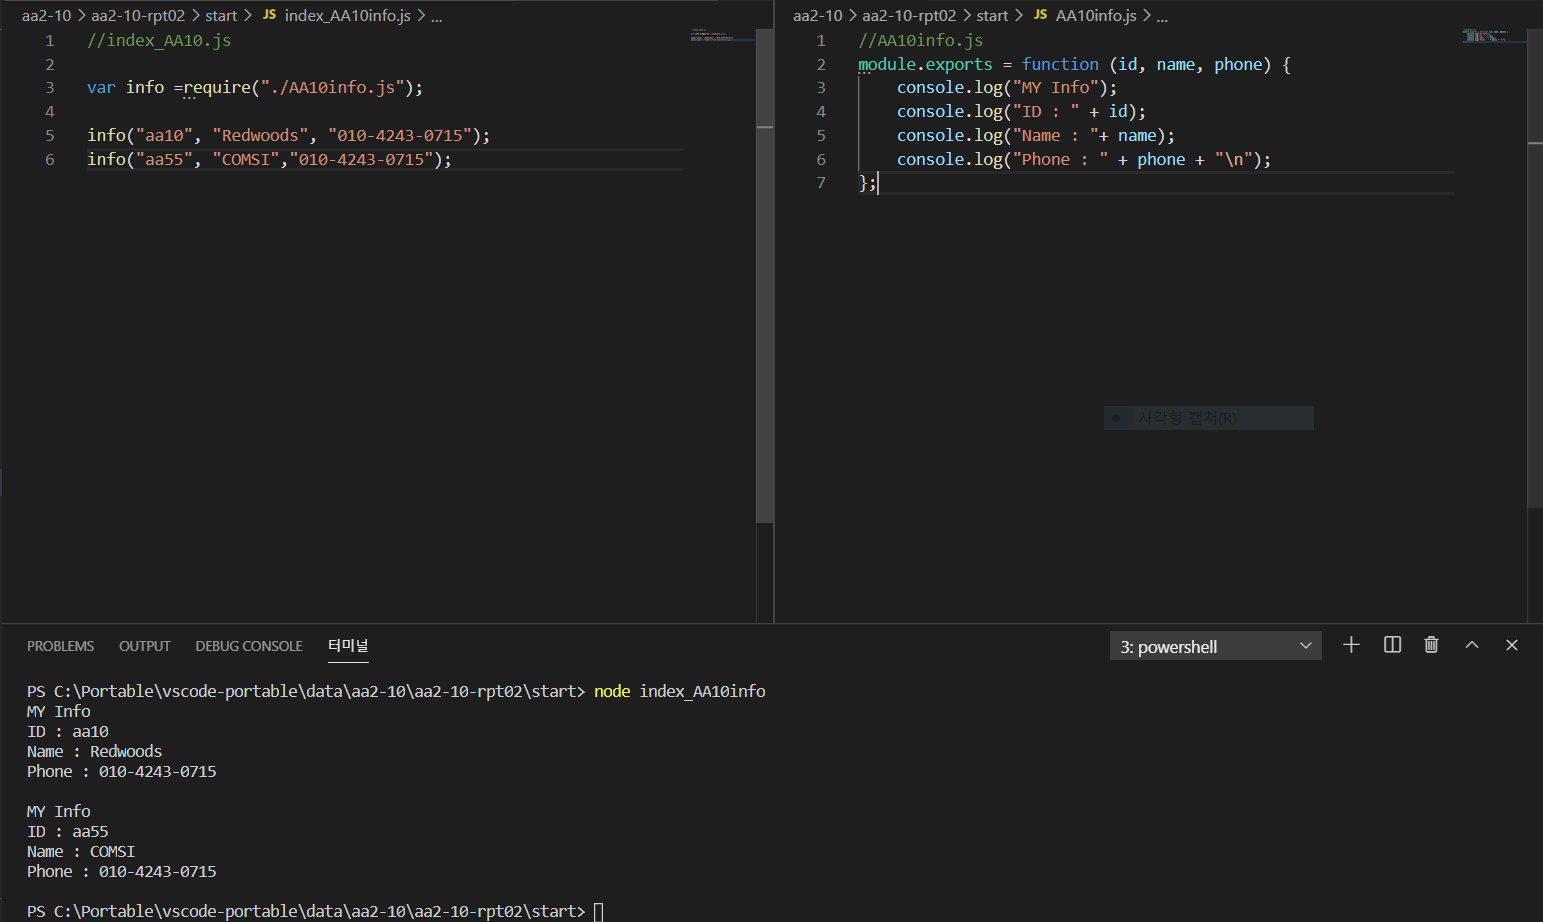 aa2-10 > aa2-10-rpt02 > start > JS index_AA10info.js > ...
1 //index_AA10.js
2
3 var info =require("./AA10info.js");
4
5 info("aa10", "Redwoods", "010-4243-0715");
6 info("aa55", "COMSI","010-4243-0715");
aa2-10 > aa2-10-rpt02 > start > JS AA10info.js > ...
1 //AA10info.js
2 module.exports = function (id, name, phone) {
3 console.log("MY Info");
4 console.log("ID : " + id);
5 console.log("Name : "+ name);
6 console.log("Phone : " + phone + "\n");
7 };
사각형 캡처(R)
PROBLEMS OUTPUT DEBUG CONSOLE 터미널 3: powershell
PS C:\Portable\vscode-portable\data\aa2-10\aa2-10-rpt02\start> node index_AA10info
MY Info
ID : aa10
Name : Redwoods
Phone : 010-4243-0715
MY Info
ID : aa55
Name : COMSI
Phone : 010-4243-0715
PS C:\Portable\vscode-portable\data\aa2-10\aa2-10-rpt02\start>